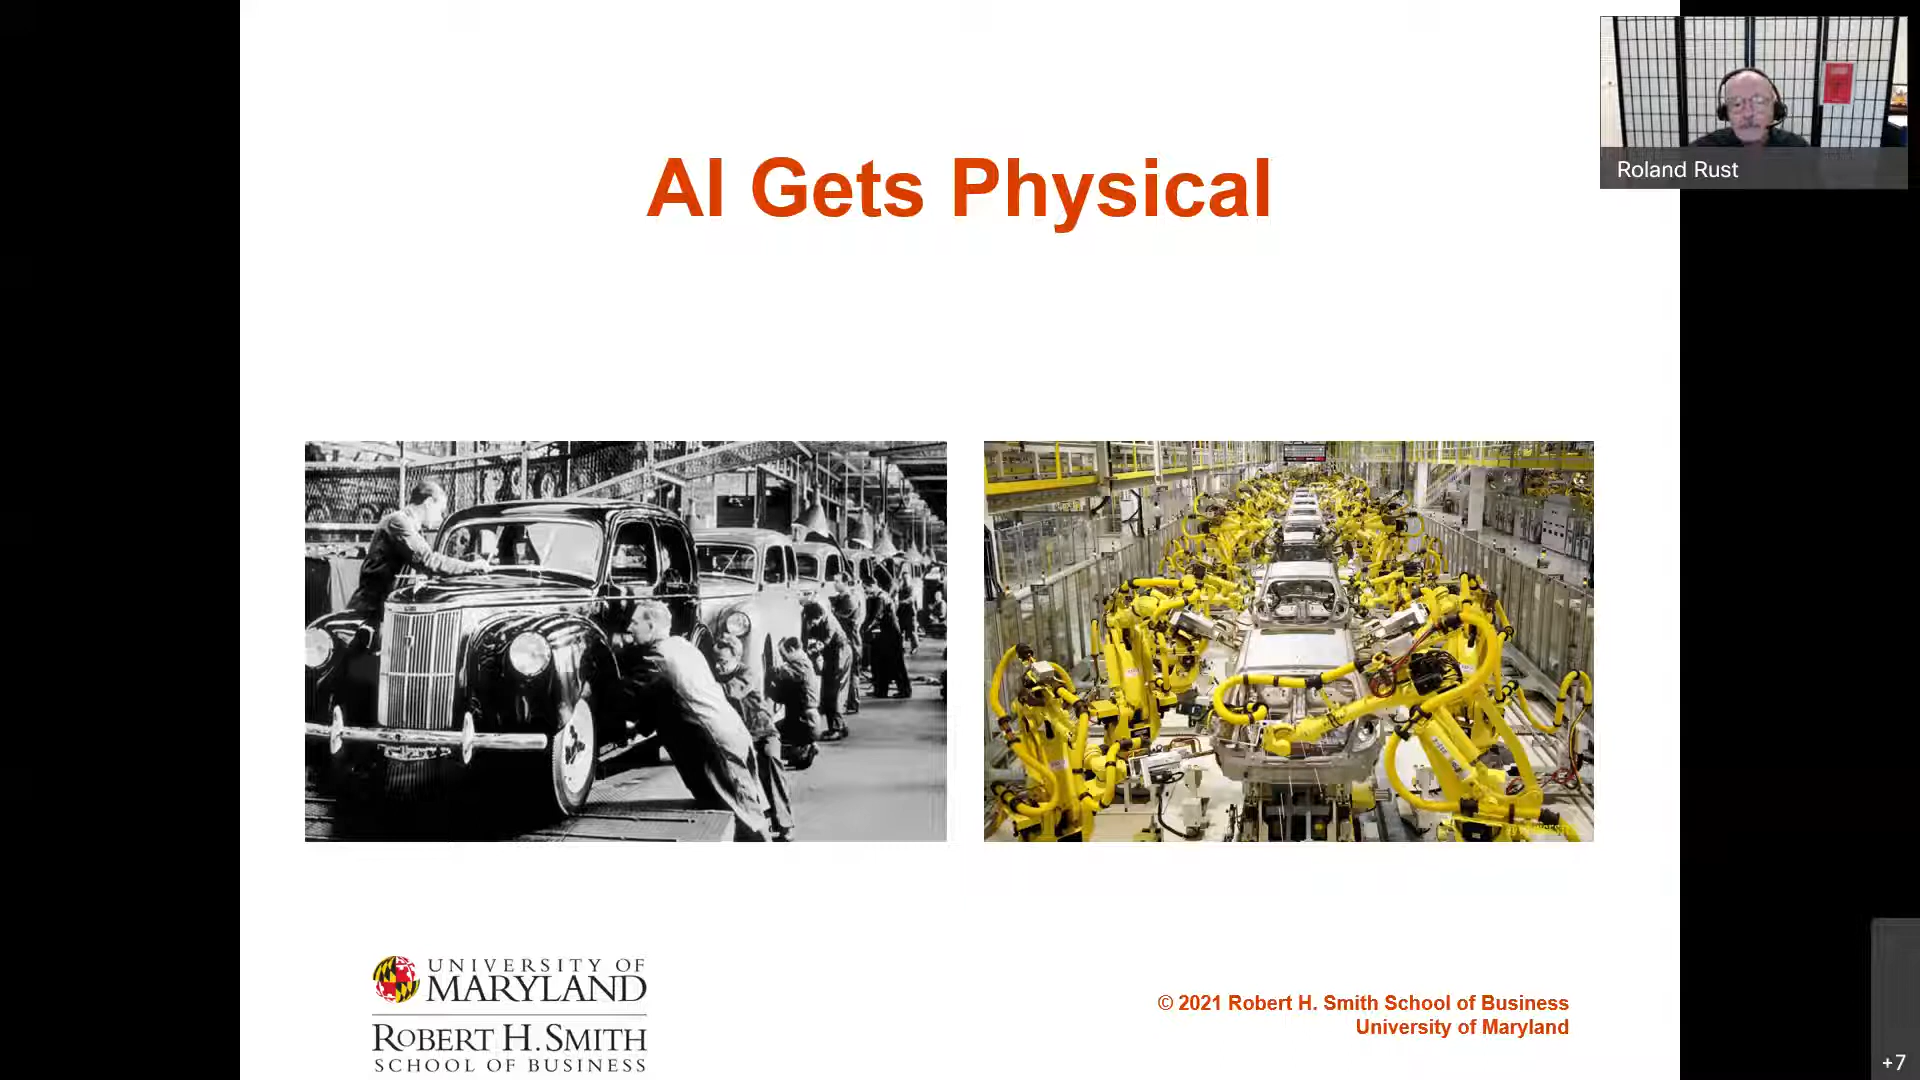 AI Gets Physical
Roland Rust
UNIVERSITY OF
MARYLAND
ROBERT H. SMITH
SCHOOL OF BUSINESS
© 2021 Robert H. Smith School of Business
University of Maryland
+7